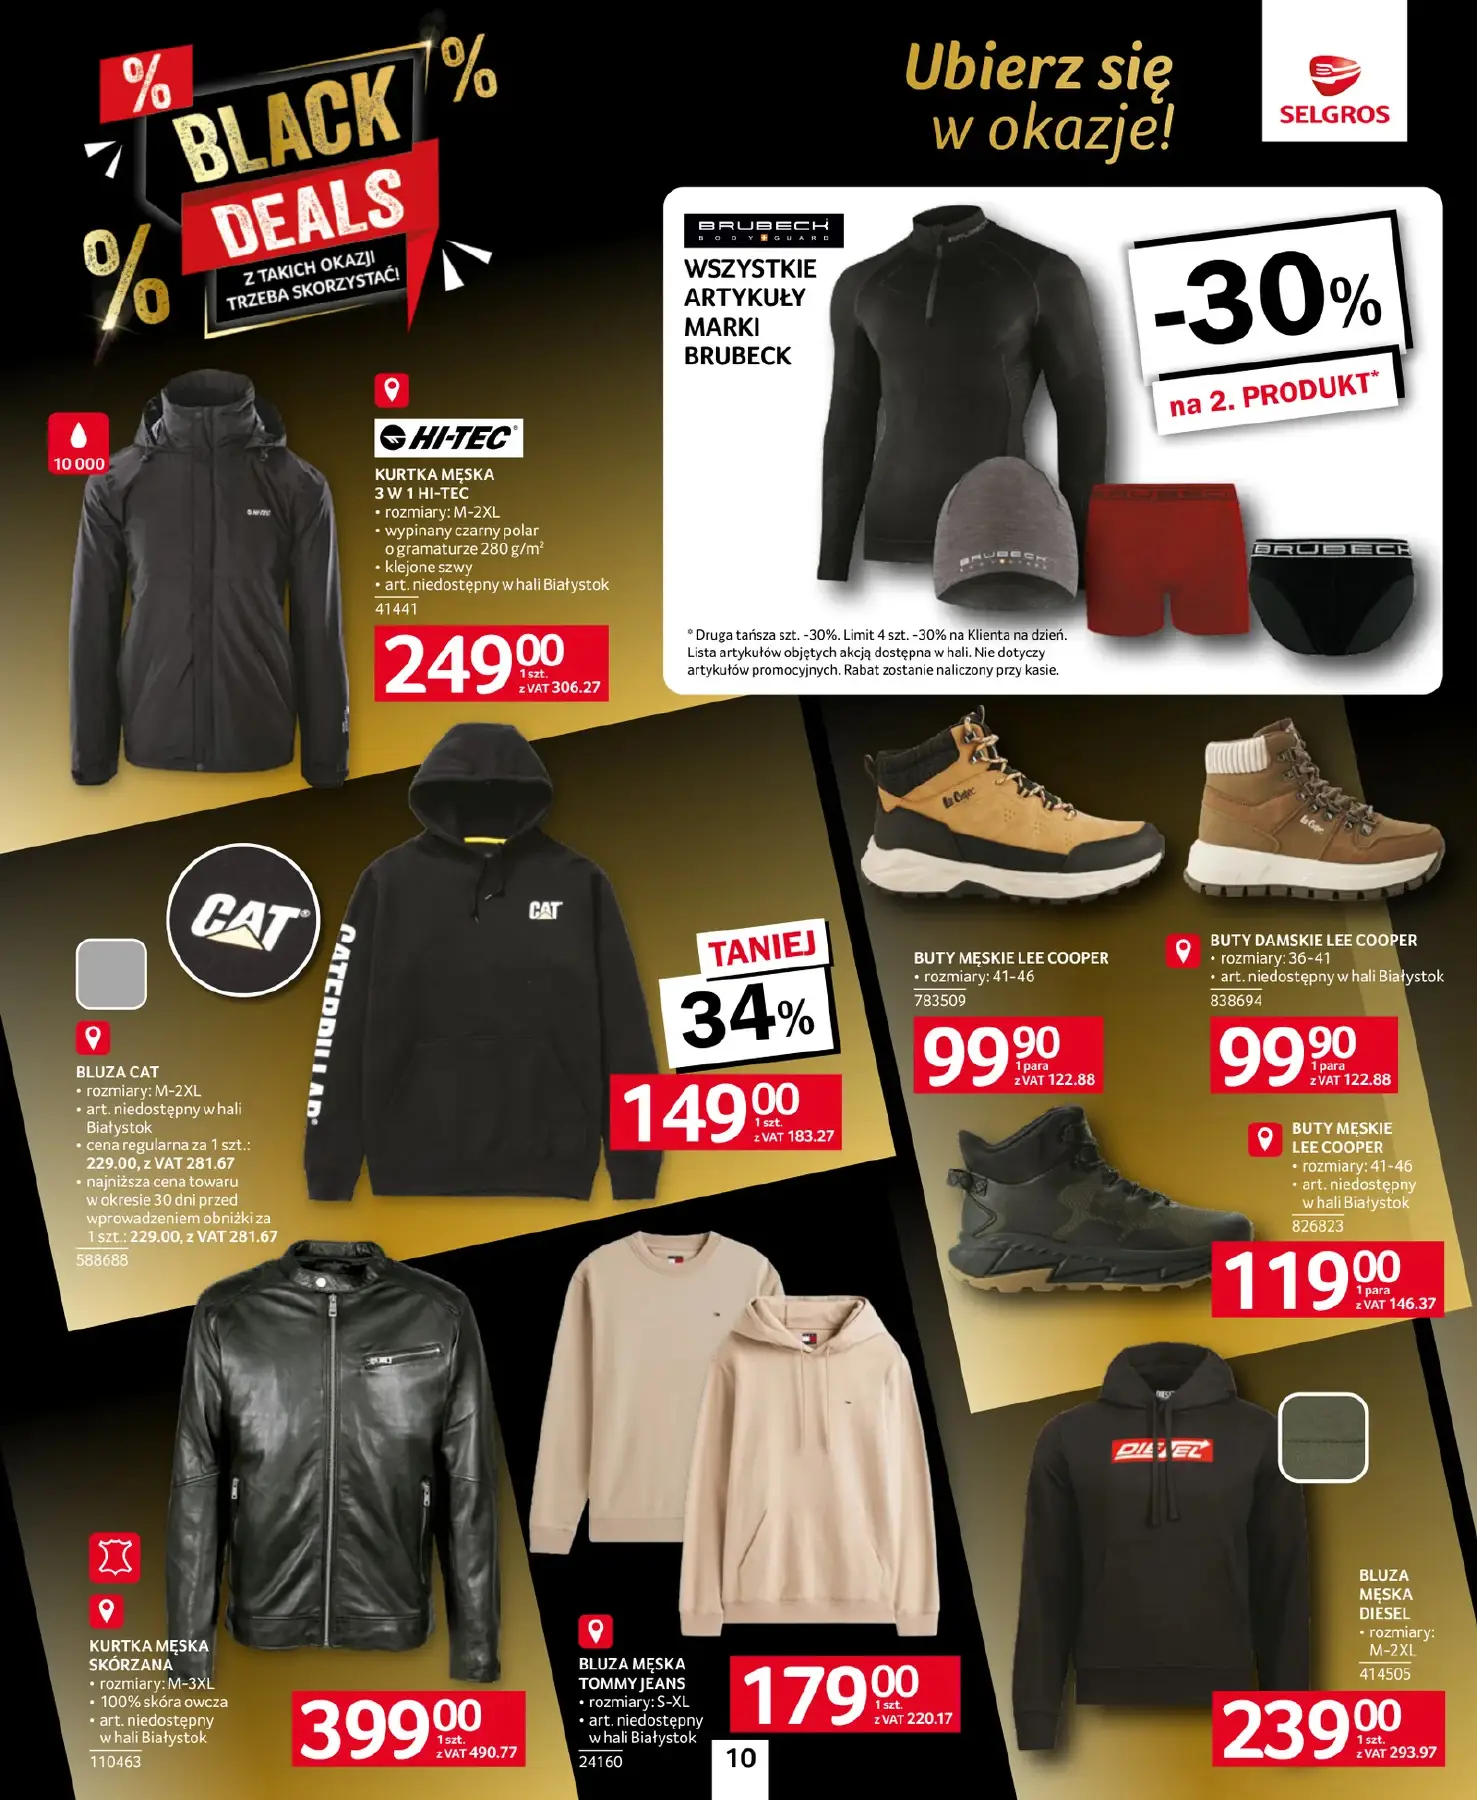 %
%
%
BLACK
DEALS
Z TAKICH OKAZJI
TRZEBA SKORZYSTAĆ!
Ubierz się
w okazje!
SELGROS
BRUBECK
BODY GUARD
WSZYSTKIE
ARTYKUŁY
MARKI
BRUBECK
-30%
na 2. PRODUKT*
BRUBECK
BRUBECK
* Druga tańsza szt. -30%. Limit 4 szt. -30% na Klienta na dzień.
Lista artykułów objętych akcją dostępna w hali. Nie dotyczy
artykułów promocyjnych. Rabat zostanie naliczony przy kasie.
10 000
HI-TEC
HI-TEC®
KURTKA MĘSKA
3 W 1 HI-TEC
• rozmiary: M-2XL
• wypinany czarny polar
o gramaturze 280 g/m²
• klejone szwy
• art. niedostępny w hali Białystok
41441
249 00
1 szt.
z VAT 306.27
CAT®
CAT
CATERPILLAR®
TANIEJ
34%
149 00
1 szt.
z VAT 183.27
BLUZA CAT
• rozmiary: M-2XL
• art. niedostępny w hali
Białystok
• cena regularna za 1 szt.:
229.00, z VAT 281.67
• najniższa cena towaru
w okresie 30 dni przed
wprowadzeniem obniżki za
1 szt.: 229.00, z VAT 281.67
588688
Lee Cooper
Lee Cooper
BUTY MĘSKIE LEE COOPER
• rozmiary: 41-46
783509
99 90
1 para
z VAT 122.88
BUTY DAMSKIE LEE COOPER
• rozmiary: 36-41
• art. niedostępny w hali Białystok
838694
99 90
1 para
z VAT 122.88
BUTY MĘSKIE
LEE COOPER
• rozmiary: 41-46
• art. niedostępny
w hali Białystok
826823
119 00
1 para
z VAT 146.37
KURTKA MĘSKA
SKÓRZANA
• rozmiary: M-3XL
• 100% skóra owcza
• art. niedostępny
w hali Białystok
110463
399 00
1 szt.
z VAT 490.77
BLUZA MĘSKA
TOMMY JEANS
• rozmiary: S-XL
• art. niedostępny
w hali Białystok
24160
179 00
1 szt.
z VAT 220.17
DIESEL
BLUZA
MĘSKA
DIESEL
• rozmiary:
M-2XL
414505
239 00
1 szt.
z VAT 293.97
10